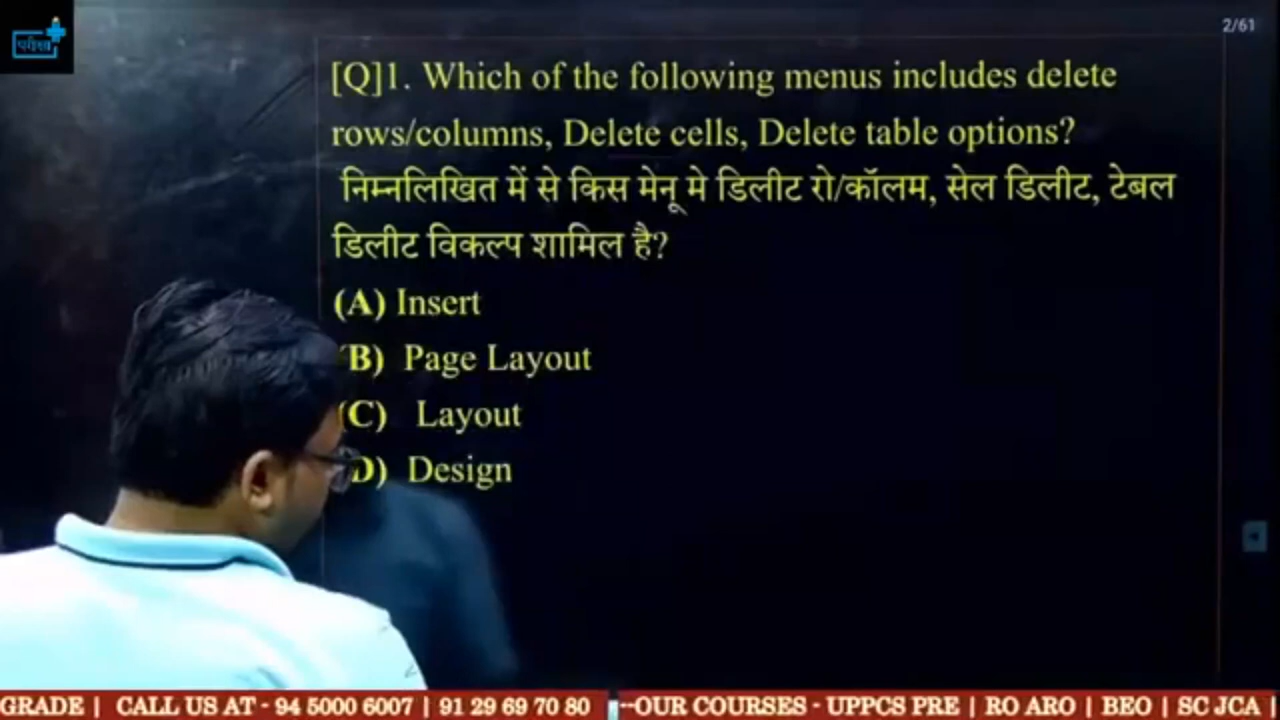 परीक्षा
2/61
[Q]1. Which of the following menus includes delete
rows/columns, Delete cells, Delete table options?
निम्नलिखित में से किस मेनू मे डिलीट रो/कॉलम, सेल डिलीट, टेबल
डिलीट विकल्प शामिल है?
(A) Insert
B) Page Layout
(C) Layout
D) Design
GRADE | CALL US AT - 94 5000 6007 | 91 29 69 70 80 --OUR COURSES - UPPCS PRE | RO ARO | BEO | SC JCA |